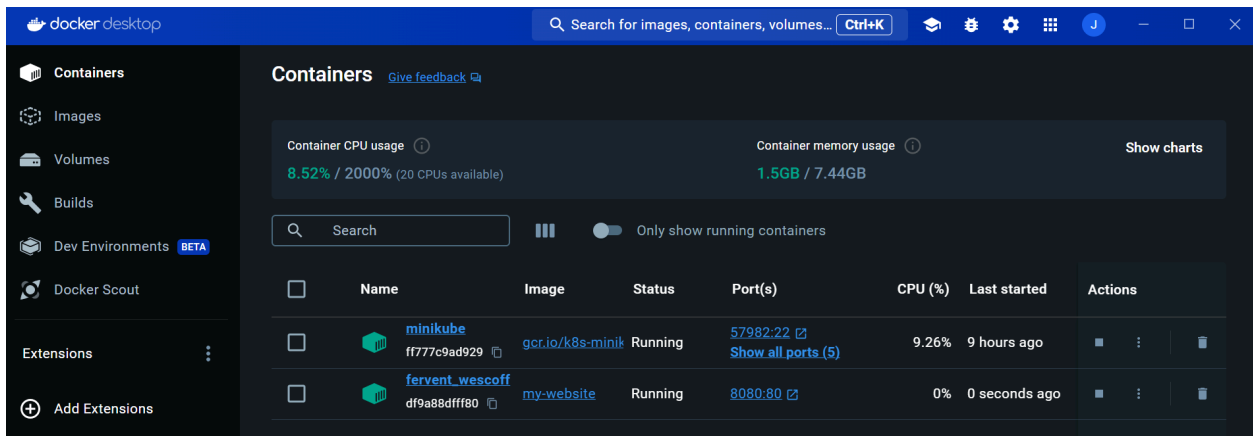 docker desktop
Search for images, containers, volumes... Ctrl+K
J
Containers
Images
Volumes
Builds
Dev Environments BETA
Docker Scout
Extensions
Add Extensions
Containers Give feedback
Container CPU usage
8.52% / 2000% (20 CPUs available)
Container memory usage
1.5GB / 7.44GB
Show charts
Search
Only show running containers
Name Image Status Port(s) CPU (%) Last started Actions
minikube
ff777c9ad929
gcr.io/k8s-minik Running
57982:22
Show all ports (5)
9.26% 9 hours ago
fervent_wescoff
df9a88dfff80
my-website Running 8080:80 0% 0 seconds ago